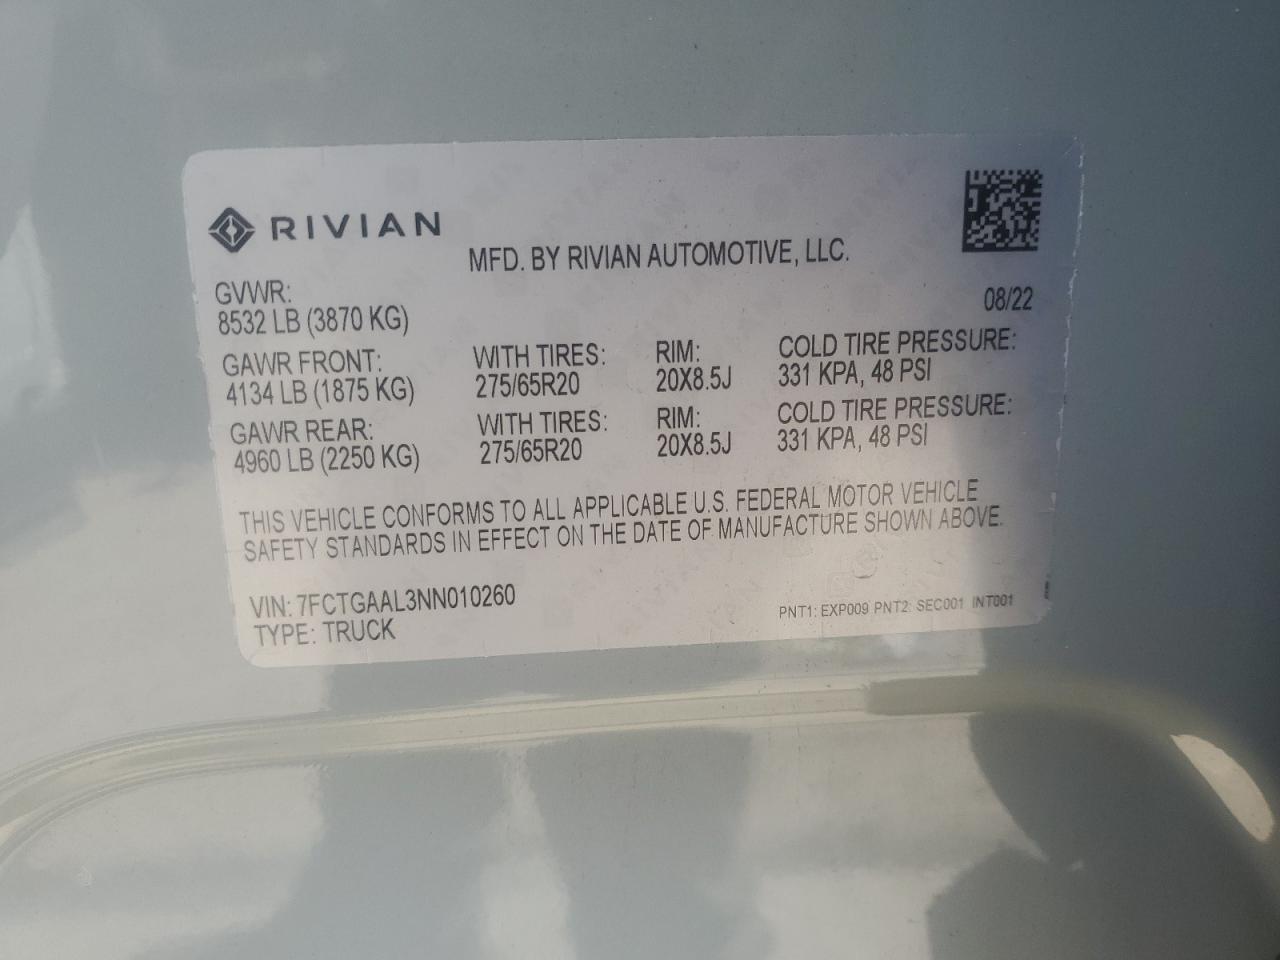 RIVIAN
MFD. BY RIVIAN AUTOMOTIVE, LLC.
08/22
GVWR:
8532 LB (3870 KG)
GAWR FRONT: WITH TIRES: RIM: COLD TIRE PRESSURE:
4134 LB (1875 KG) 275/65R20 20X8.5J 331 KPA, 48 PSI
GAWR REAR: WITH TIRES: RIM: COLD TIRE PRESSURE:
4960 LB (2250 KG) 275/65R20 20X8.5J 331 KPA, 48 PSI
THIS VEHICLE CONFORMS TO ALL APPLICABLE U.S. FEDERAL MOTOR VEHICLE
SAFETY STANDARDS IN EFFECT ON THE DATE OF MANUFACTURE SHOWN ABOVE.
VIN: 7FCTGAAL3NN010260
TYPE: TRUCK
PNT1: EXP009 PNT2: SEC001 INT001